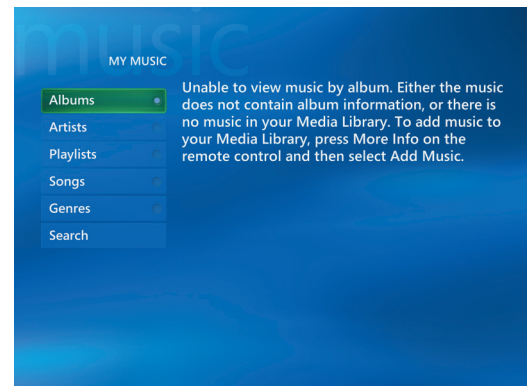 music
MY MUSIC
Albums
Artists
Playlists
Songs
Genres
Search
Unable to view music by album. Either the music
does not contain album information, or there is
no music in your Media Library. To add music to
your Media Library, press More Info on the
remote control and then select Add Music.